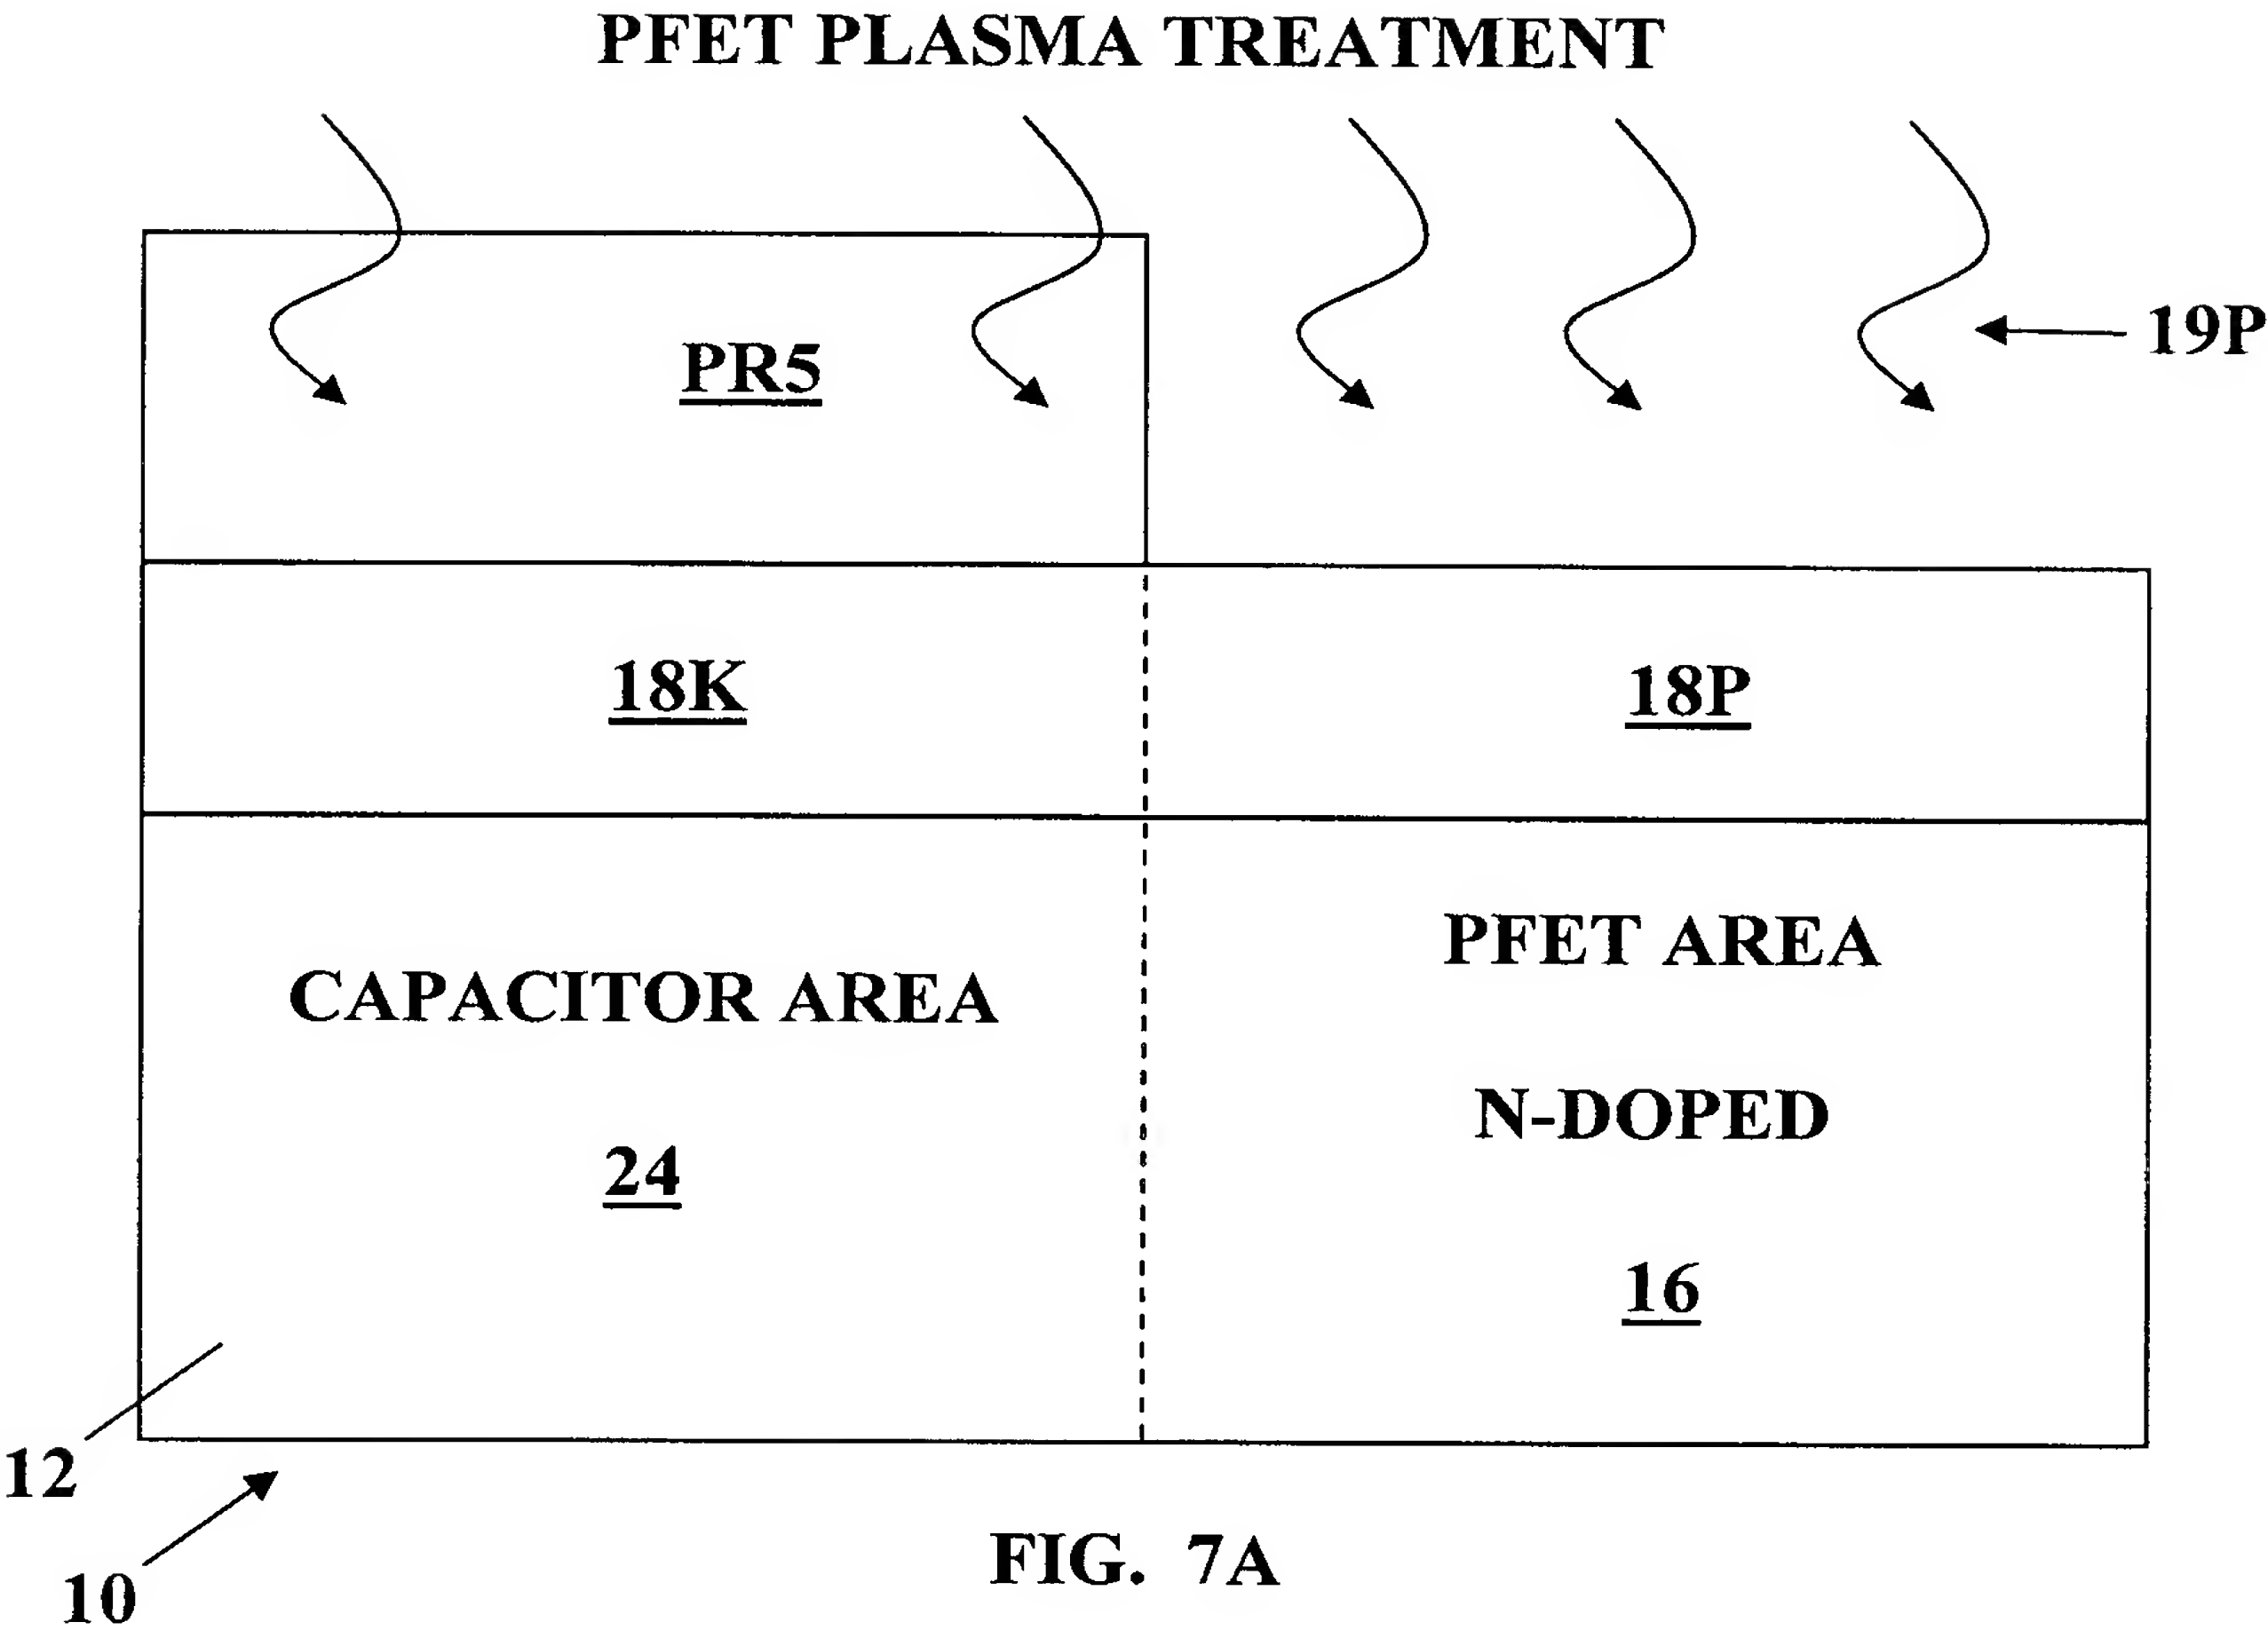 PFET PLASMA TREATMENT
19P
PR5
18K
18P
CAPACITOR AREA
24
PFET AREA
N-DOPED
16
12
10
FIG. 7A